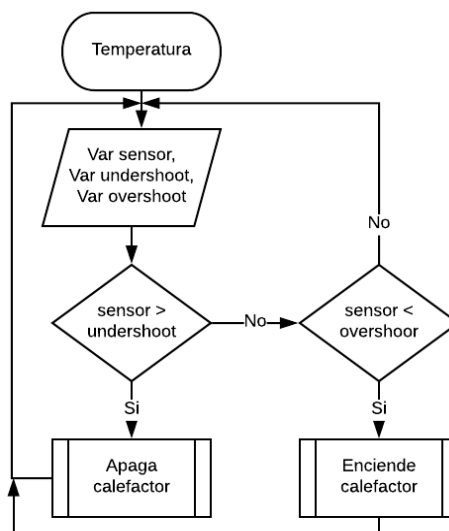 Temperatura
Var sensor,
Var undershoot,
Var overshoot
No
sensor >
undershoot
No
sensor <
overshoor
Si
Si
Apaga
calefactor
Enciende
calefactor